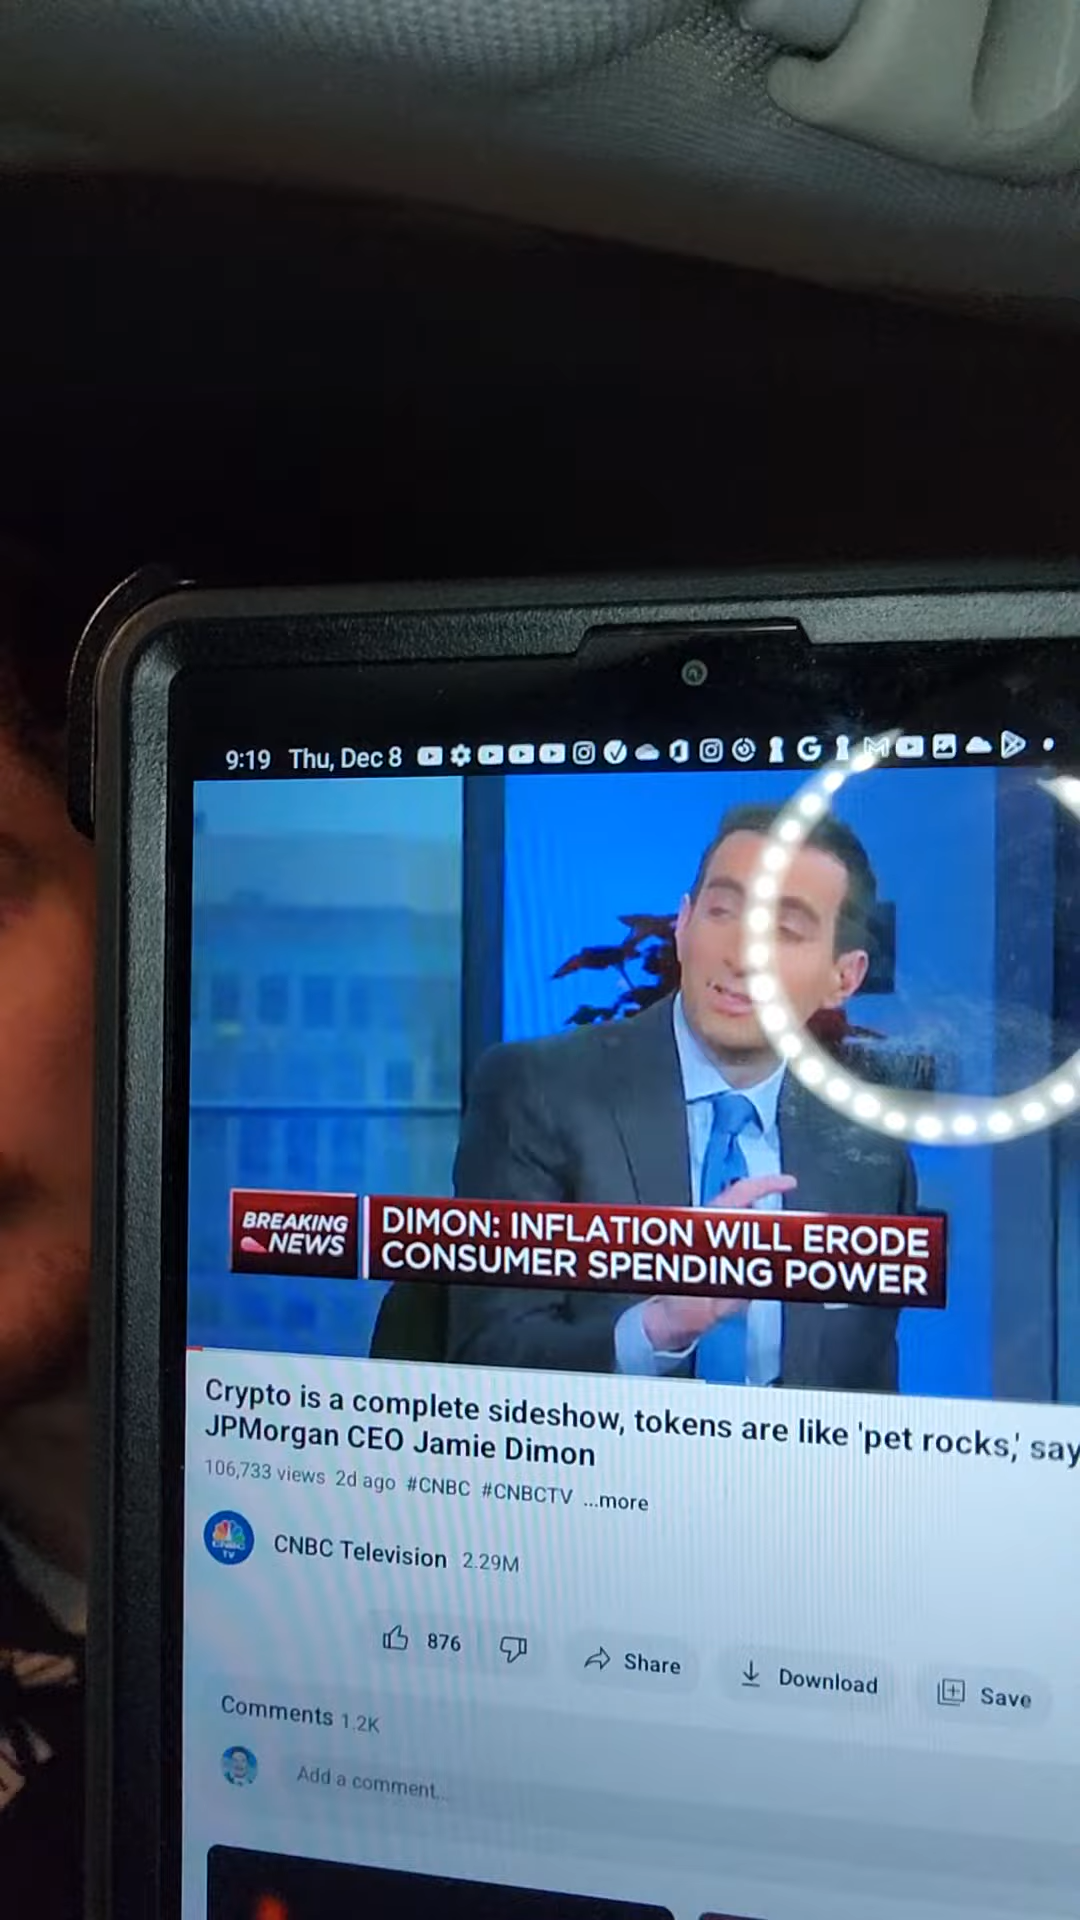 9:19 Thu, Dec 8
BREAKING NEWS
DIMON: INFLATION WILL ERODE
CONSUMER SPENDING POWER
Crypto is a complete sideshow, tokens are like 'pet rocks,' say
JPMorgan CEO Jamie Dimon
106,733 views 2d ago #CNBC #CNBCTV ...more
CNBC TV
CNBC Television 2.29M
876 Share Download Save
Comments 1.2K
Add a comment...